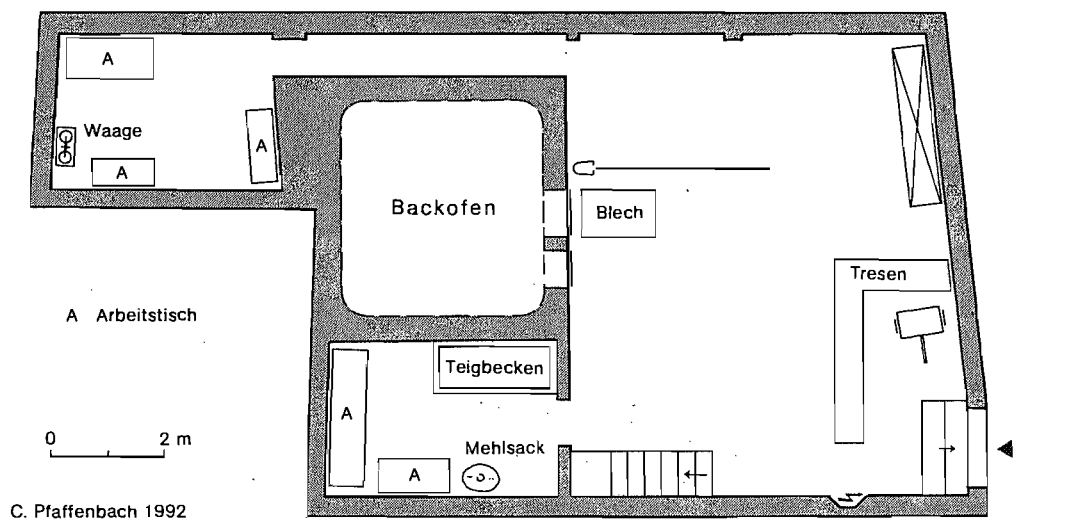 A
Waage
A
A
Backofen
Blech
Tresen
A Arbeitstisch
Teigbecken
A
0 2 m
Mehlsack
A
C. Pfaffenbach 1992